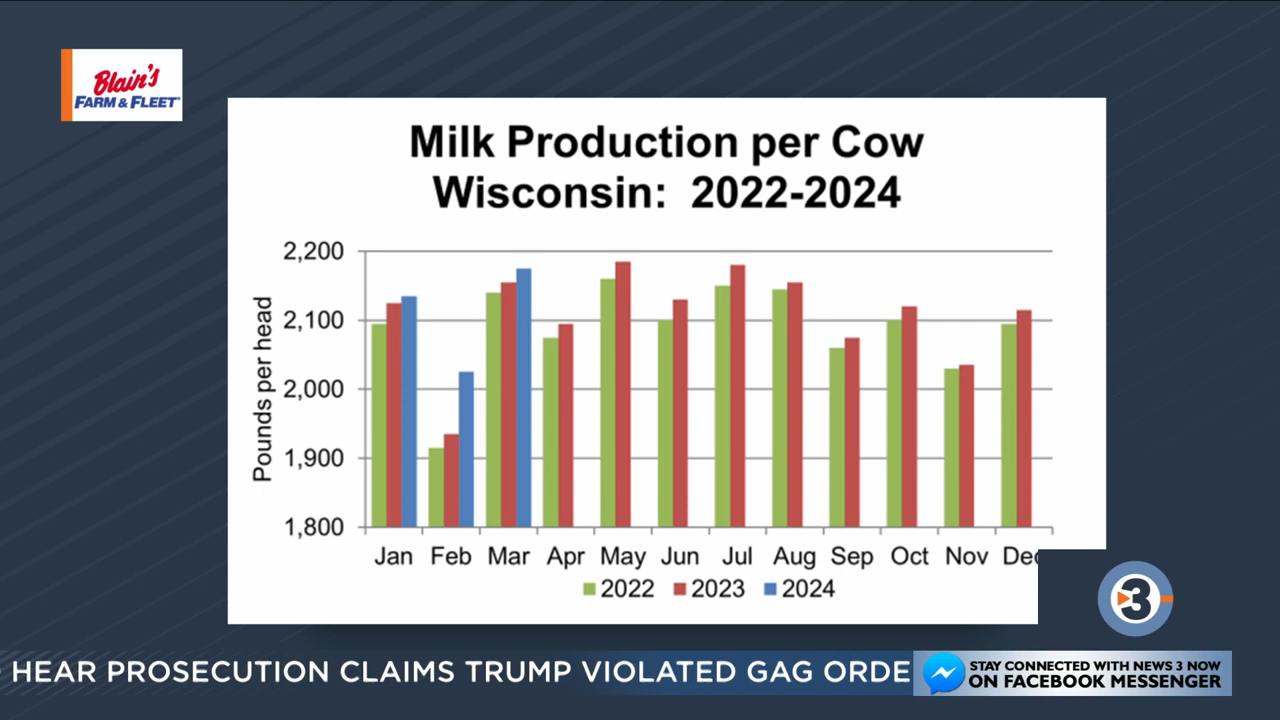 Blain's
FARM & FLEET
Milk Production per Cow
Wisconsin: 2022-2024
Pounds per head
2,200
2,100
2,000
1,900
1,800
Jan Feb Mar Apr May Jun Jul Aug Sep Oct Nov Dec
2022 2023 2024
3
HEAR PROSECUTION CLAIMS TRUMP VIOLATED GAG ORDE
STAY CONNECTED WITH NEWS 3 NOW
ON FACEBOOK MESSENGER